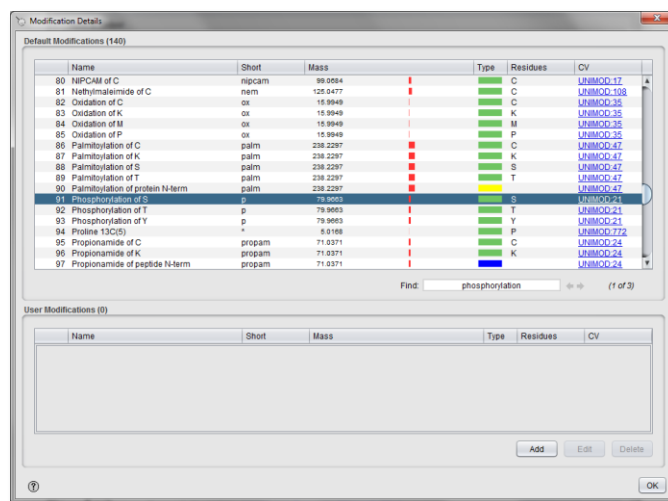 Modification Details
Default Modifications (140)
Name Short Mass Type Residues CV
80 NIPCAM of C nipcam 99.0684 C UNIMOD:17
81 Nethylmaleimide of C nem 125.0477 C UNIMOD:108
82 Oxidation of C ox 15.9949 C UNIMOD:35
83 Oxidation of K ox 15.9949 K UNIMOD:35
84 Oxidation of M ox 15.9949 M UNIMOD:35
85 Oxidation of P ox 15.9949 P UNIMOD:35
86 Palmitoylation of C palm 238.2297 C UNIMOD:47
87 Palmitoylation of K palm 238.2297 K UNIMOD:47
88 Palmitoylation of S palm 238.2297 S UNIMOD:47
89 Palmitoylation of T palm 238.2297 T UNIMOD:47
90 Palmitoylation of protein N-term palm 238.2297 UNIMOD:47
91 Phosphorylation of S p 79.9663 S UNIMOD:21
92 Phosphorylation of T p 79.9663 T UNIMOD:21
93 Phosphorylation of Y p 79.9663 Y UNIMOD:21
94 Proline 13C(5) * 5.0168 P UNIMOD:772
95 Propionamide of C propam 71.0371 C UNIMOD:24
96 Propionamide of K propam 71.0371 K UNIMOD:24
97 Propionamide of peptide N-term propam 71.0371 UNIMOD:24
Find: phosphorylation (1 of 3)
User Modifications (0)
Name Short Mass Type Residues CV
Add Edit Delete
? OK